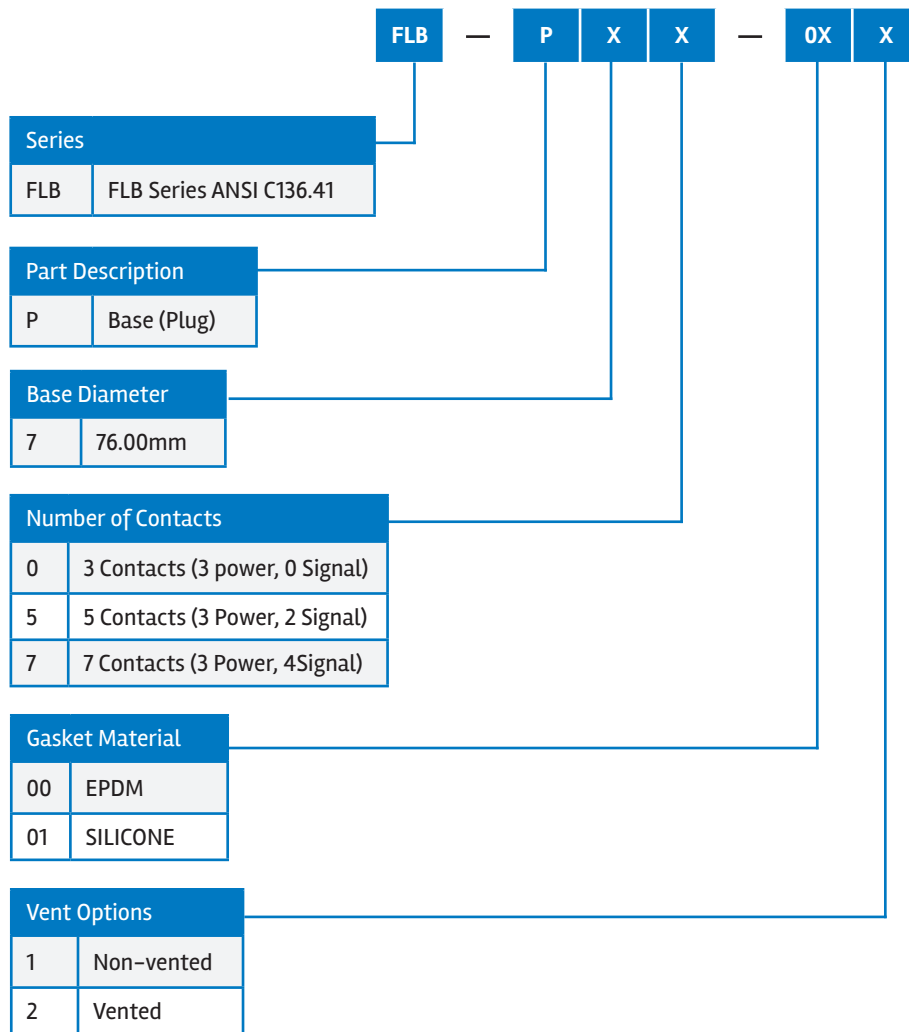 FLB — P X X — 0X X
Series
FLB FLB Series ANSI C136.41
Part Description
P Base (Plug)
Base Diameter
7 76.00mm
Number of Contacts
0 3 Contacts (3 power, 0 Signal)
5 5 Contacts (3 Power, 2 Signal)
7 7 Contacts (3 Power, 4Signal)
Gasket Material
00 EPDM
01 SILICONE
Vent Options
1 Non-vented
2 Vented